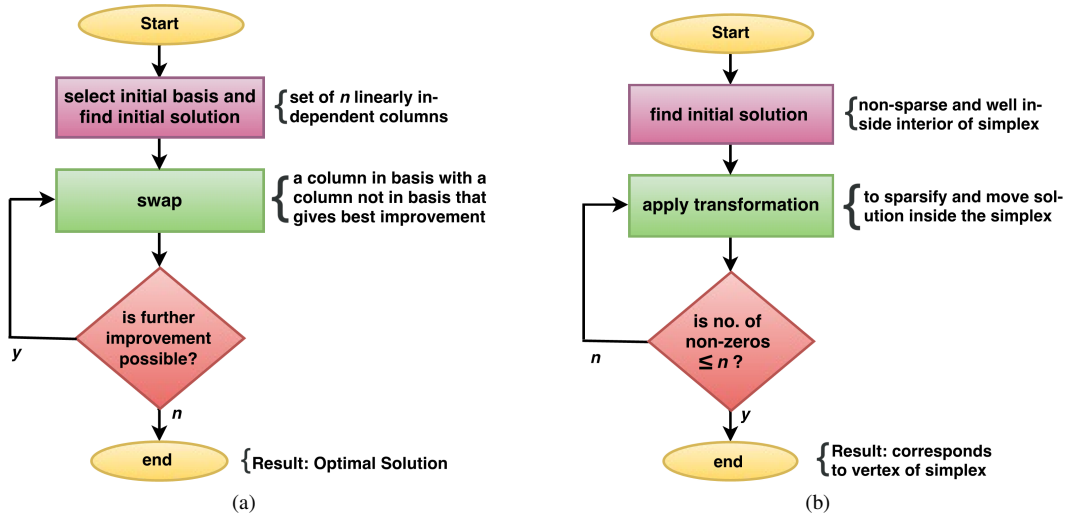 Start
select initial basis and
find initial solution
set of n linearly in-
dependent columns
swap
a column in basis with a
column not in basis that
gives best improvement
is further
improvement
possible?
y
n
end
Result: Optimal Solution
(a)
Start
find initial solution
non-sparse and well in-
side interior of simplex
apply transformation
to sparsify and move sol-
ution inside the simplex
is no. of
non-zeros
≤ n ?
n
y
end
Result: corresponds
to vertex of simplex
(b)